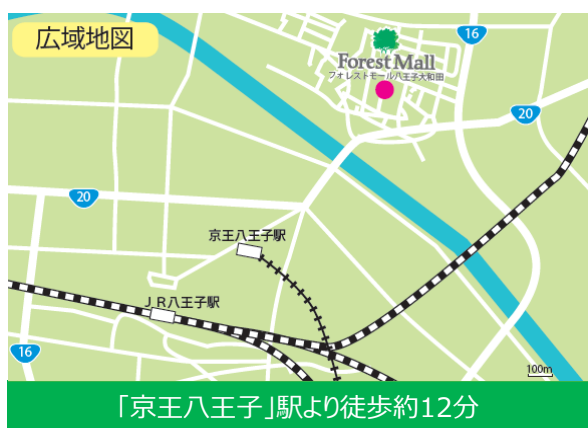 広域地図
16
Forest Mall
フォレストモール八王子大和田
20
20
京王八王子駅
JR八王子駅
16
100m
「京王八王子」駅より徒歩約12分